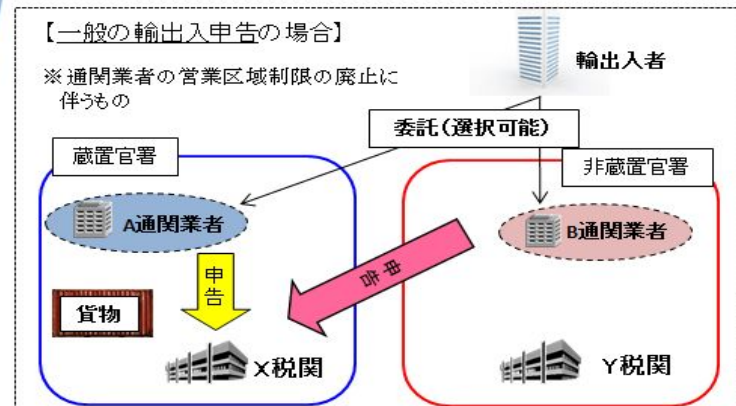 【一般の輸出入申告の場合】
※通関業者の営業区域制限の廃止に
伴うもの
輸出入者
委託（選択可能）
蔵置官署
非蔵置官署
A通関業者
B通関業者
申告
申告
貨物
X税関
Y税関